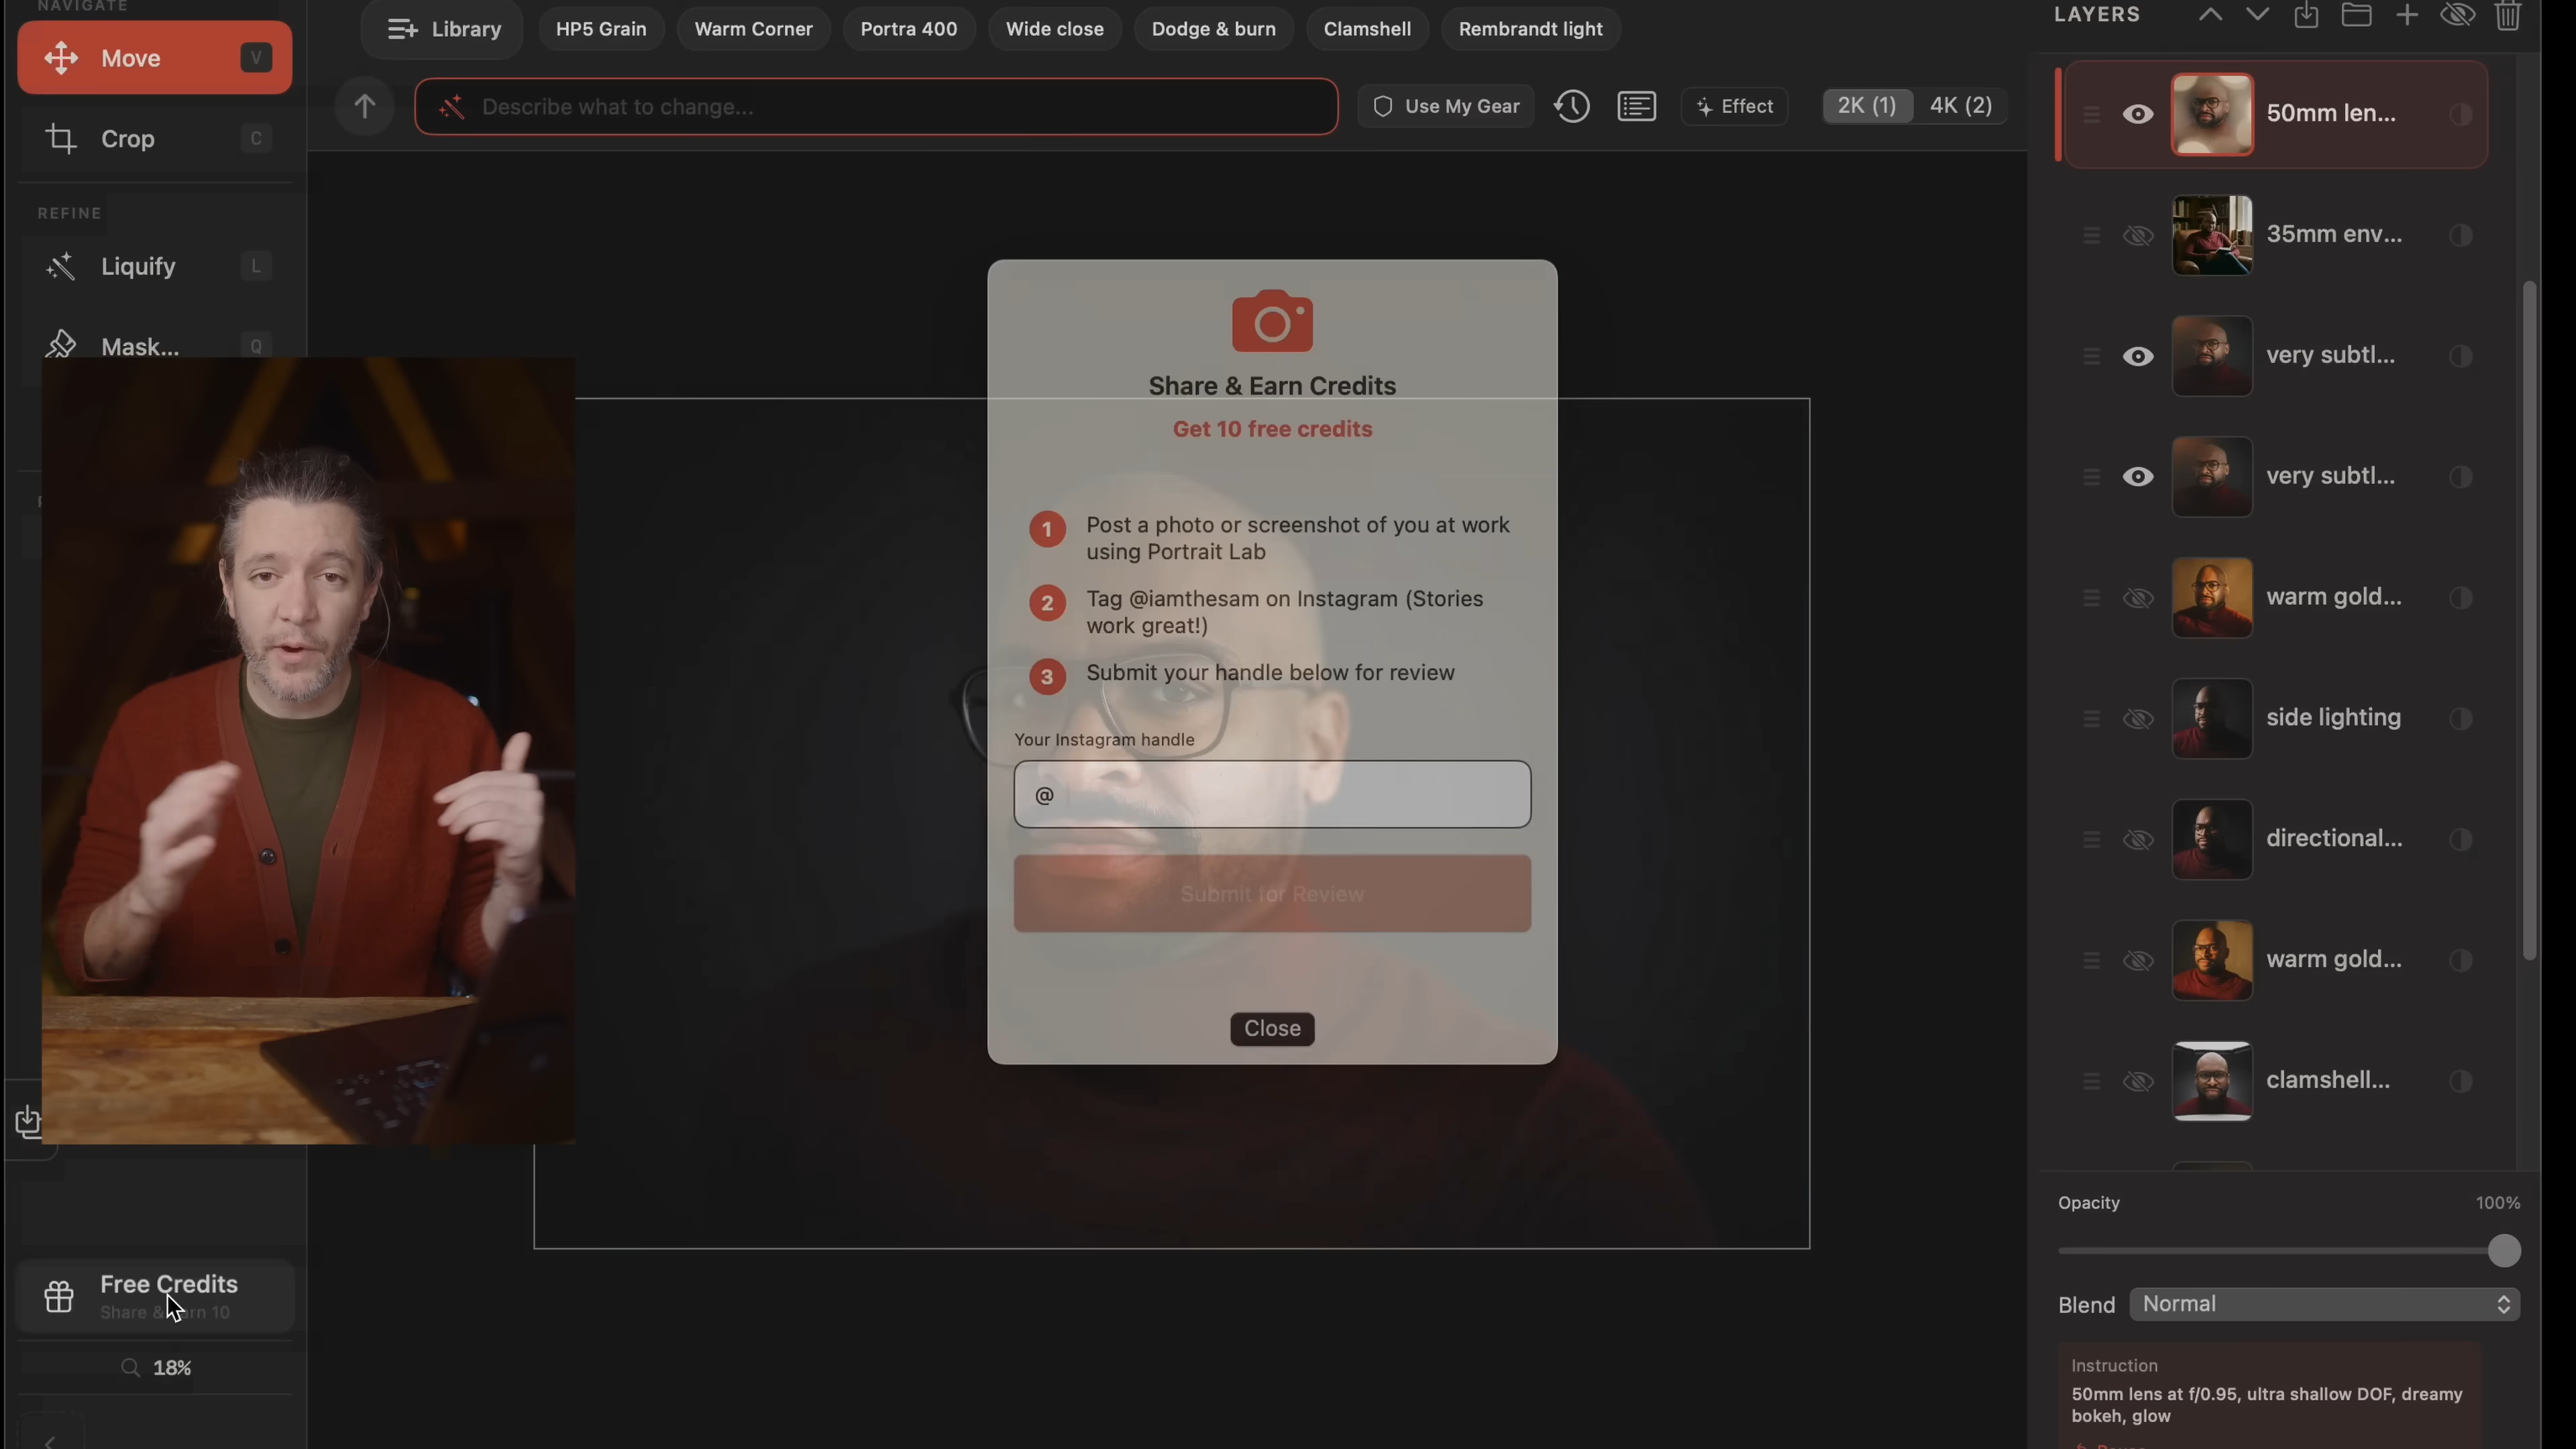 NAVIGATE
Move
V
Crop
C
REFINE
Liquify
L
Mask...
Q
Free Credits
Share & Earn 10
18%
Library
HP5 Grain
Warm Corner
Portra 400
Wide close
Dodge & burn
Clamshell
Rembrandt light
Describe what to change...
Use My Gear
Effect
2K (1)
4K (2)
Share & Earn Credits
Get 10 free credits
1
Post a photo or screenshot of you at work
using Portrait Lab
2
Tag @iamthesam on Instagram (Stories
work great!)
3
Submit your handle below for review
Your Instagram handle
@
Submit for Review
Close
LAYERS
50mm len...
35mm env...
very subtl...
very subtl...
warm gold...
side lighting
directional...
warm gold...
clamshell...
Opacity
100%
Blend
Normal
Instruction
50mm lens at f/0.95, ultra shallow DOF, dreamy
bokeh, glow